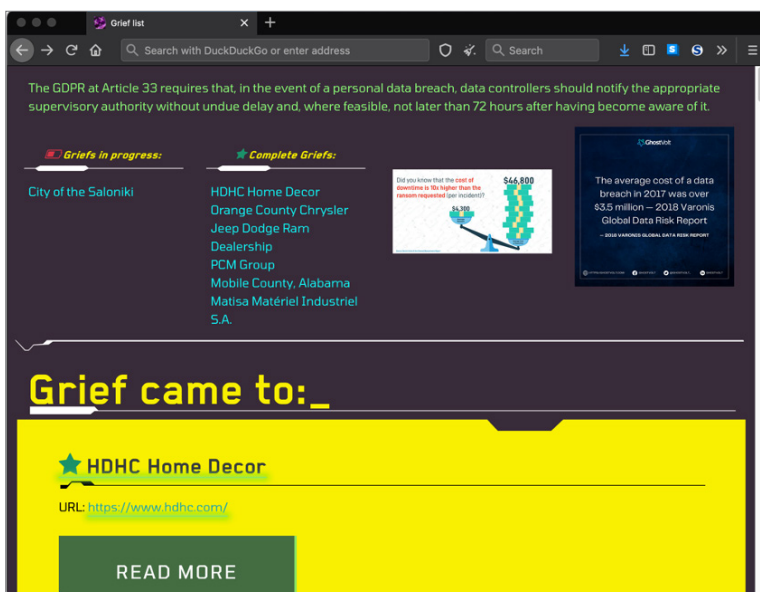 Grief list
Search with DuckDuckGo or enter address
Search
The GDPR at Article 33 requires that, in the event of a personal data breach, data controllers should notify the appropriate
supervisory authority without undue delay and, where feasible, not later than 72 hours after having become aware of it.
Griefs in progress:
City of the Saloniki
Complete Griefs:
HDHC Home Decor
Orange County Chrysler
Jeep Dodge Ram
Dealership
PCM Group
Mobile County, Alabama
Matisa Matériel Industriel
S.A.
Did you know that the cost of
downtime is 10x higher than the
ransom requested (per incident)?
$46,800
$4,300
GhostVolt
The average cost of a data
breach in 2017 was over
$3.5 million — 2018 Varonis
Global Data Risk Report
— 2018 VARONIS GLOBAL DATA RISK REPORT
Grief came to:_
HDHC Home Decor
URL: https://www.hdhc.com/
READ MORE